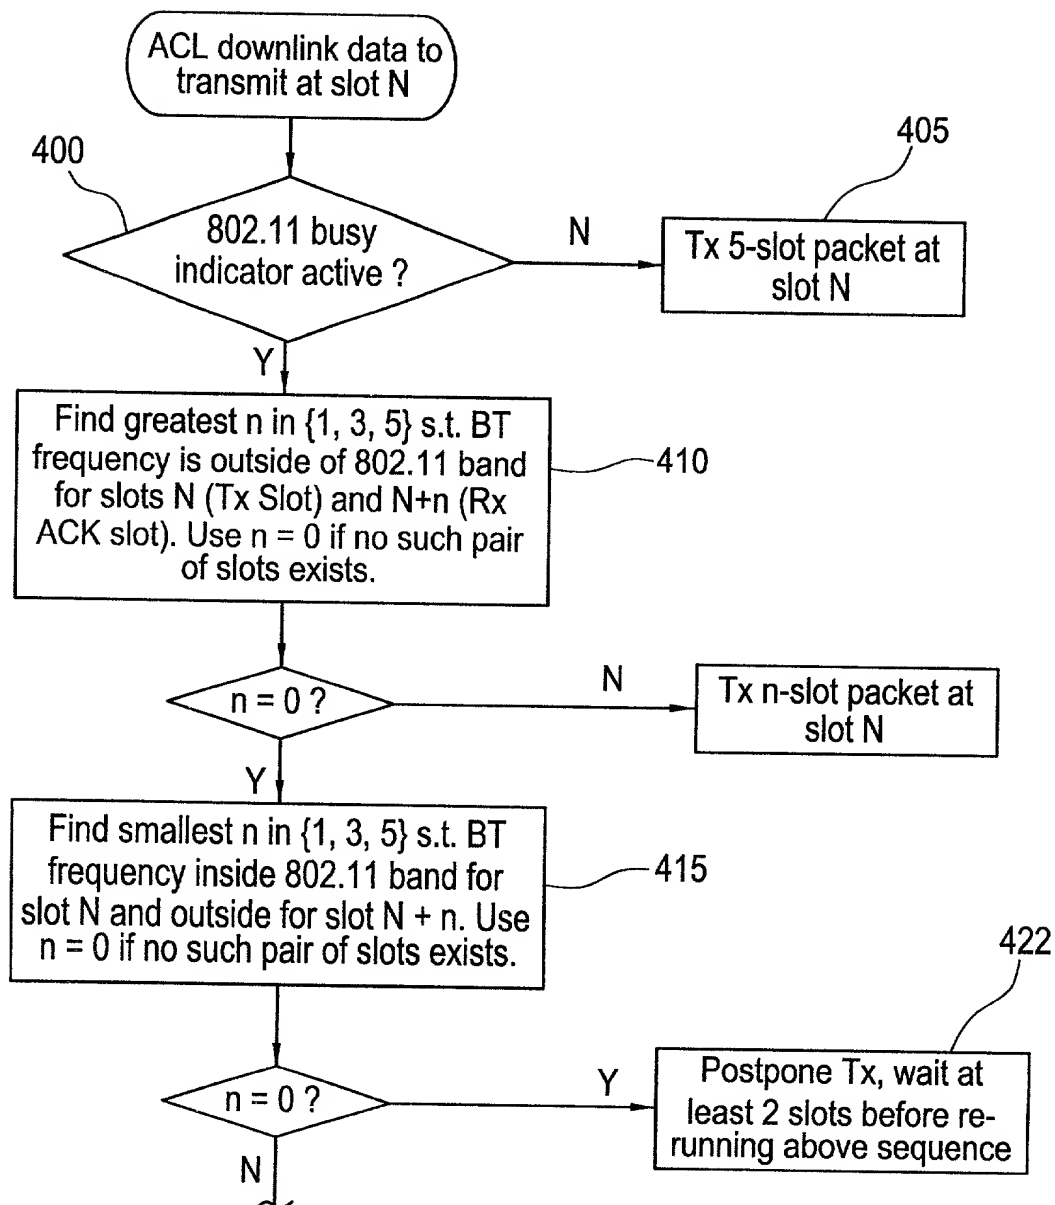 ACL downlink data to
transmit at slot N
400
405
802.11 busy
indicator active ?
N
Tx 5-slot packet at
slot N
Y
Find greatest n in {1, 3, 5} s.t. BT
frequency is outside of 802.11 band
for slots N (Tx Slot) and N+n (Rx
ACK slot). Use n = 0 if no such pair
of slots exists.
410
n = 0 ?
N
Tx n-slot packet at
slot N
Y
Find smallest n in {1, 3, 5} s.t. BT
frequency inside 802.11 band for
slot N and outside for slot N + n. Use
n = 0 if no such pair of slots exists.
415
422
n = 0 ?
Y
Postpone Tx, wait at
least 2 slots before re-
running above sequence
N